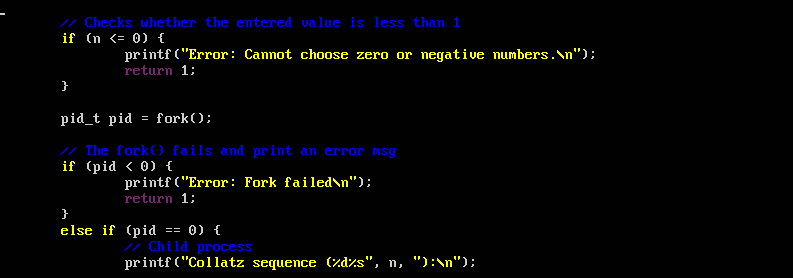 // Checks whether the entered value is less than 1
if (n <= 0) {
printf("Error: Cannot choose zero or negative numbers.\n");
return 1;
}
pid_t pid = fork();
// The fork() fails and print an error msg
if (pid < 0) {
printf("Error: Fork failed\n");
return 1;
}
else if (pid == 0) {
// Child process
printf("Collatz sequence (%d%s", n, "):\n");